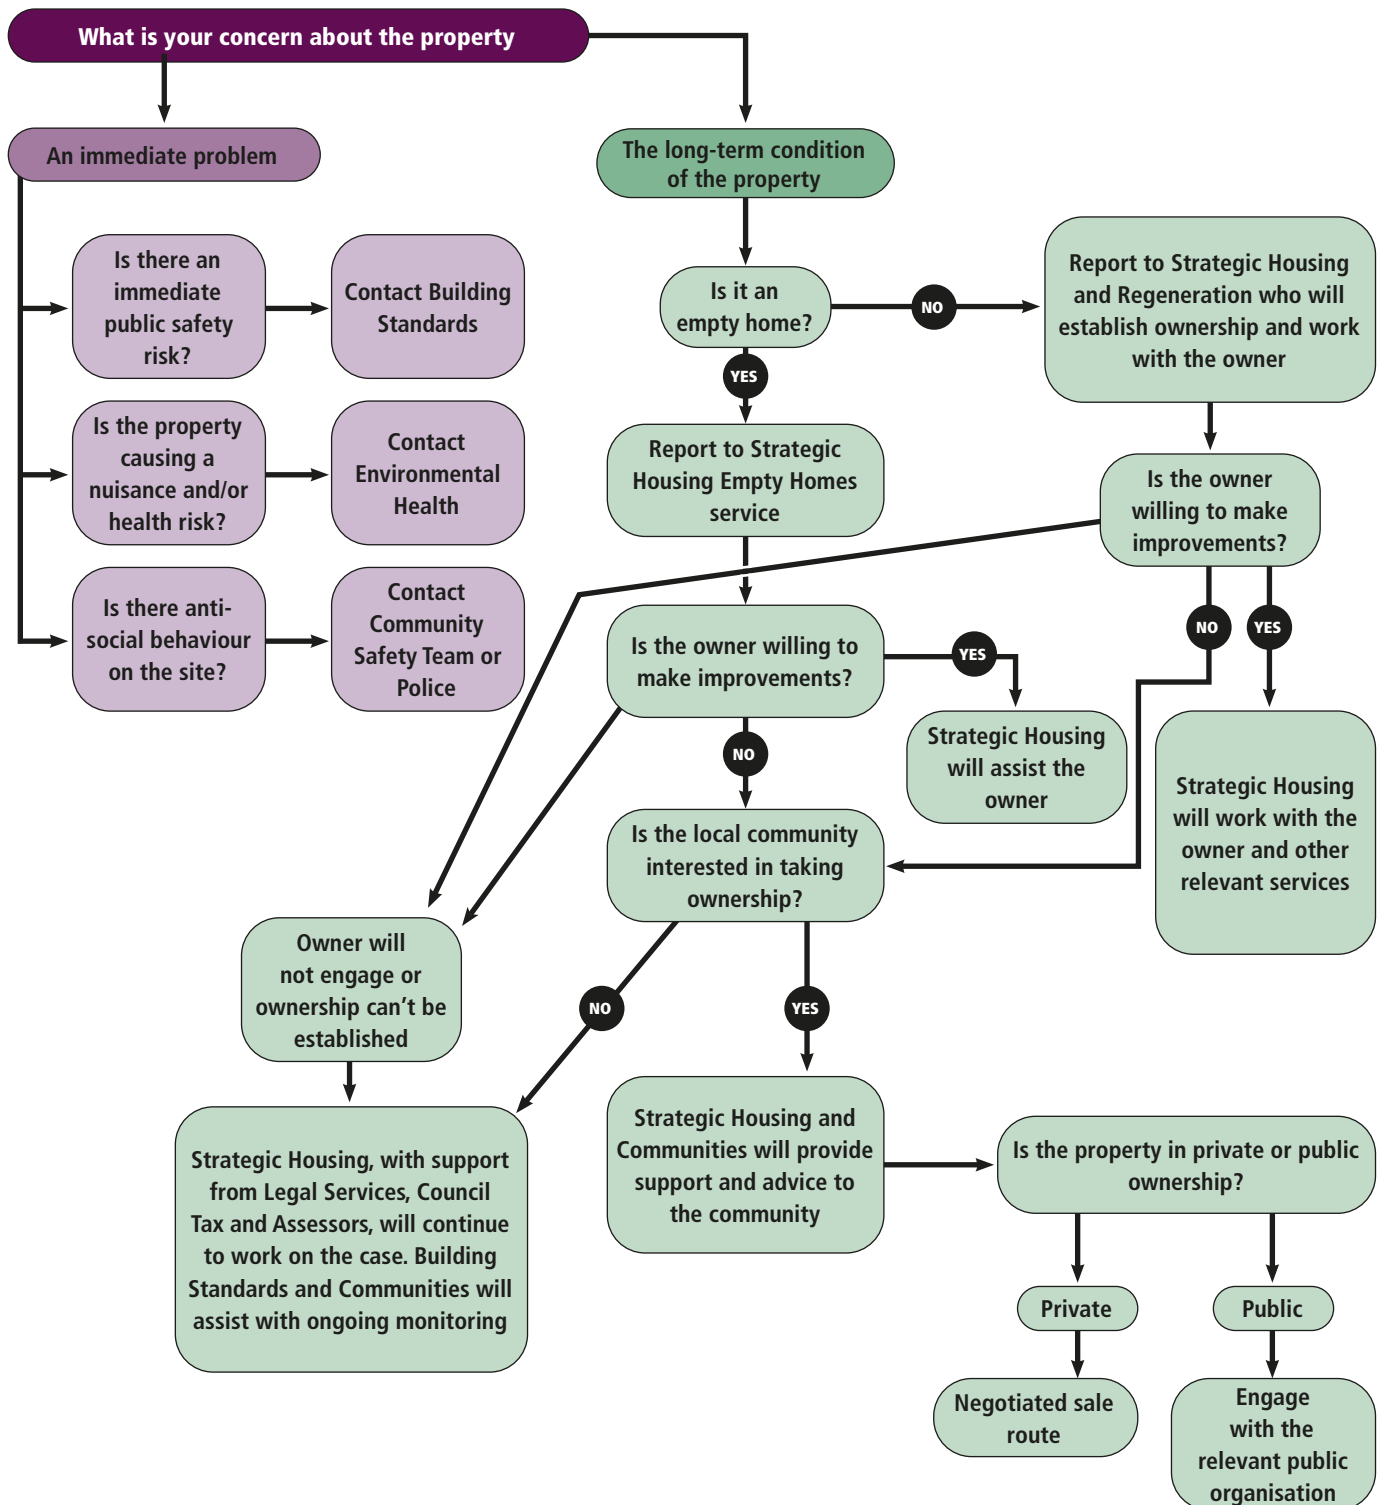 What is your concern about the property
An immediate problem
The long-term condition
of the property
Is there an
immediate
public safety
risk?
Contact Building
Standards
Is the property
causing a
nuisance and/or
health risk?
Contact
Environmental
Health
Is there anti-
social behaviour
on the site?
Contact
Community
Safety Team or
Police
Is it an
empty home?
NO
Report to Strategic Housing
and Regeneration who will
establish ownership and work
with the owner
YES
Report to Strategic
Housing Empty Homes
service
Is the owner
willing to make
improvements?
NO
YES
Is the owner willing to
make improvements?
YES
Strategic Housing
will assist the
owner
Strategic Housing
will work with the
owner and other
relevant services
NO
Is the local community
interested in taking
ownership?
Owner will
not engage or
ownership can't be
established
NO
YES
Strategic Housing, with support
from Legal Services, Council
Tax and Assessors, will continue
to work on the case. Building
Standards and Communities will
assist with ongoing monitoring
Strategic Housing and
Communities will provide
support and advice to
the community
Is the property in private or public
ownership?
Private
Public
Negotiated sale
route
Engage
with the
relevant public
organisation